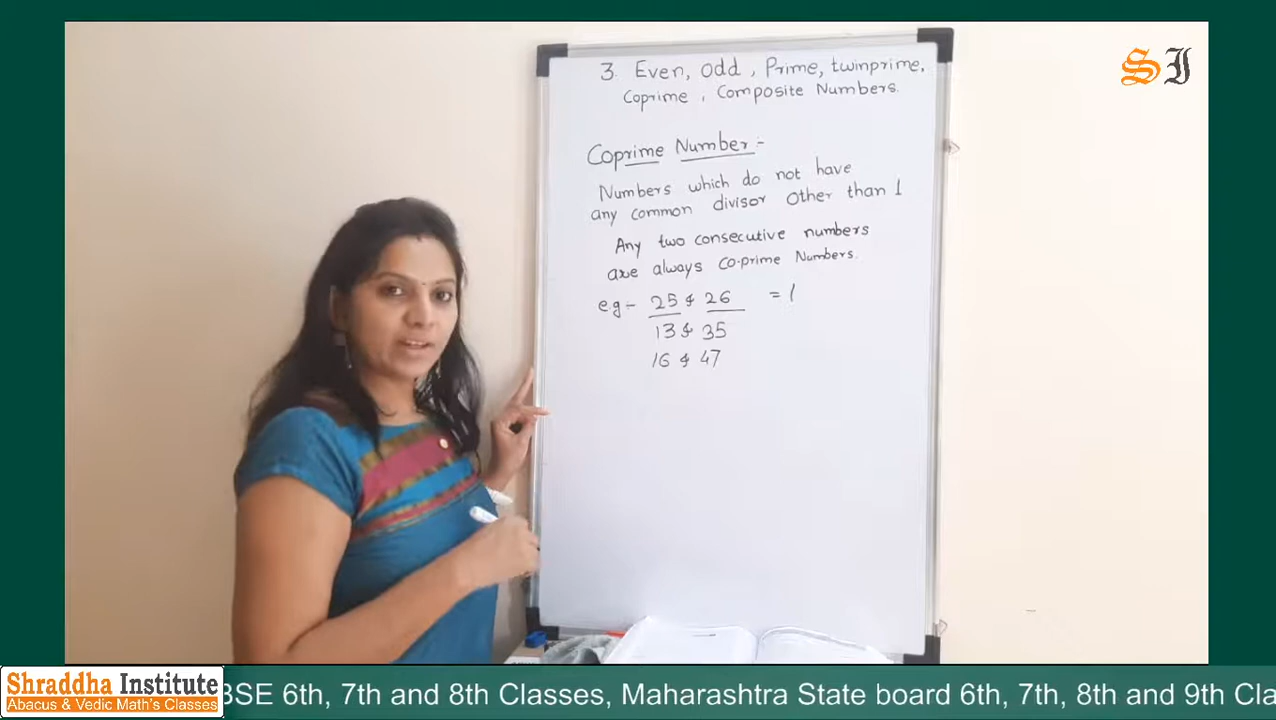 3. Even, odd, Prime, twinprime,
Coprime, Composite Numbers.
Coprime Number :-
Numbers which do not have
any common divisor other than 1
Any two consecutive numbers
are always co-prime Numbers.
eg- 25 & 26 = 1
13 & 35
16 & 47
SI
Shraddha Institute
Abacus & Vedic Math's Classes
BSE 6th, 7th and 8th Classes, Maharashtra State board 6th, 7th, 8th and 9th Cla